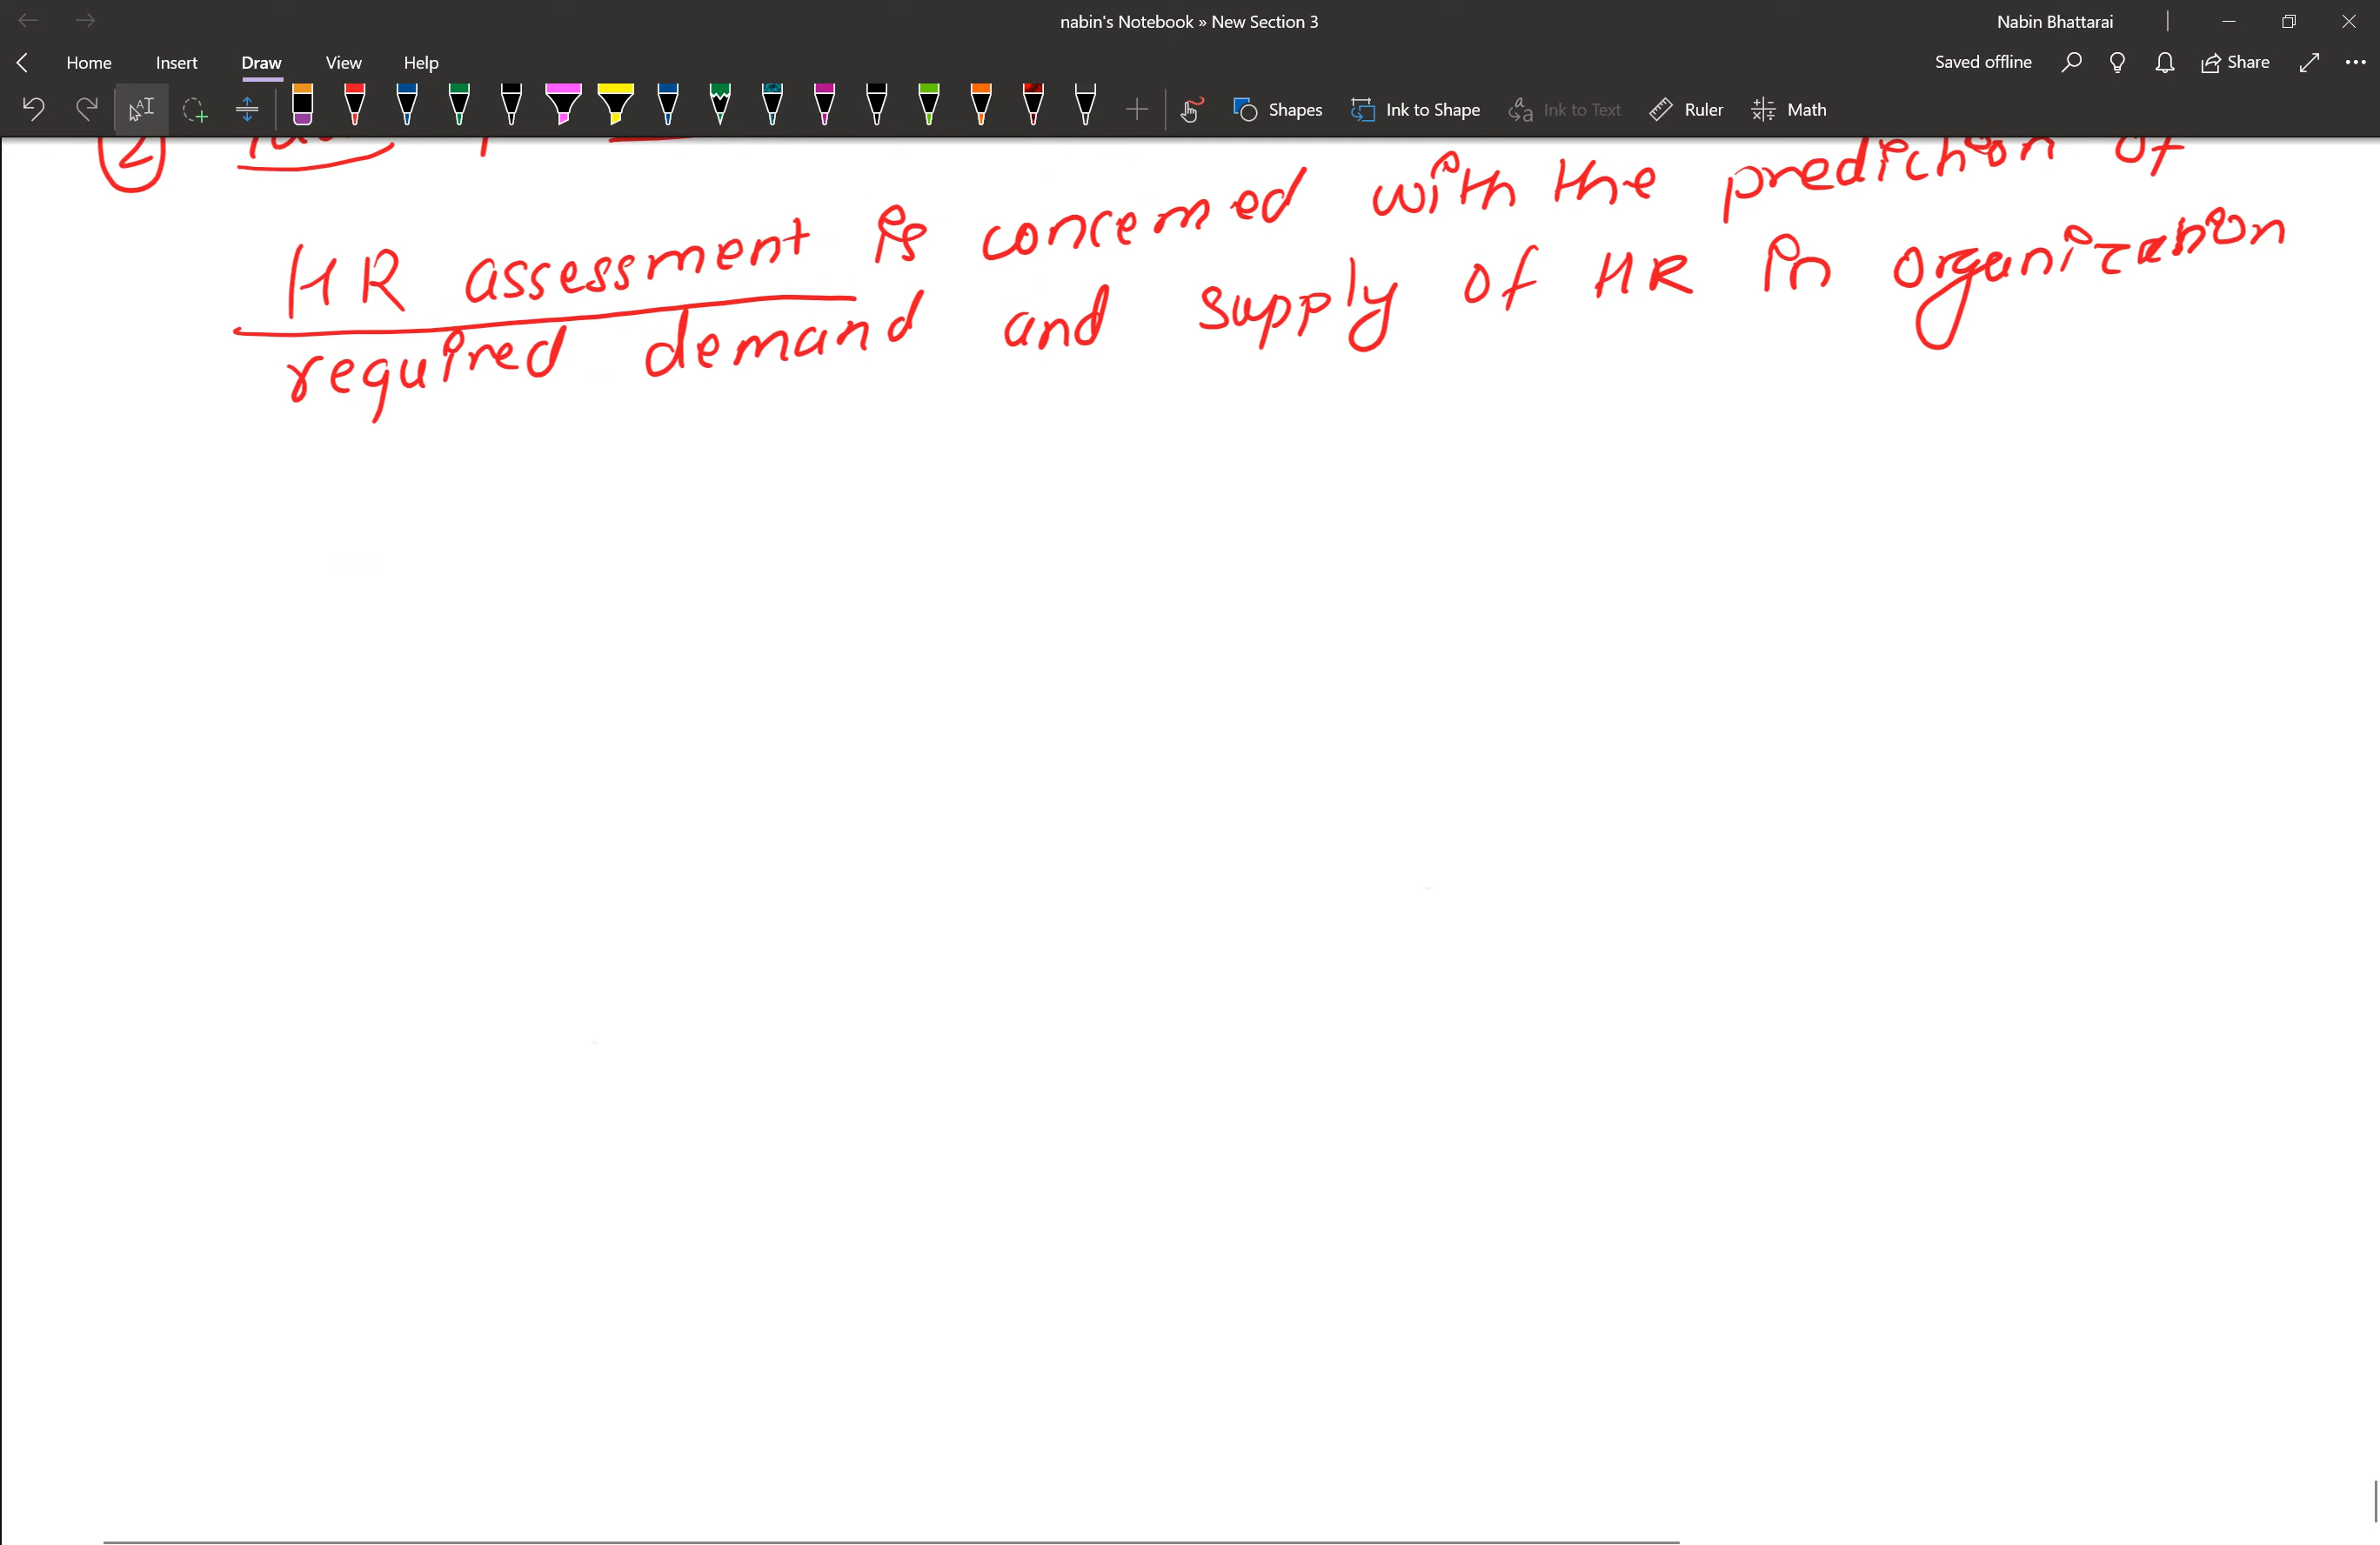 nabin's Notebook » New Section 3
Nabin Bhattarai
Home Insert Draw View Help
Saved offline
Share
Shapes
Ink to Shape
Ink to Text
Ruler
Math
2
HR assessment is concerned with the prediction of
required demand and supply of HR in organization